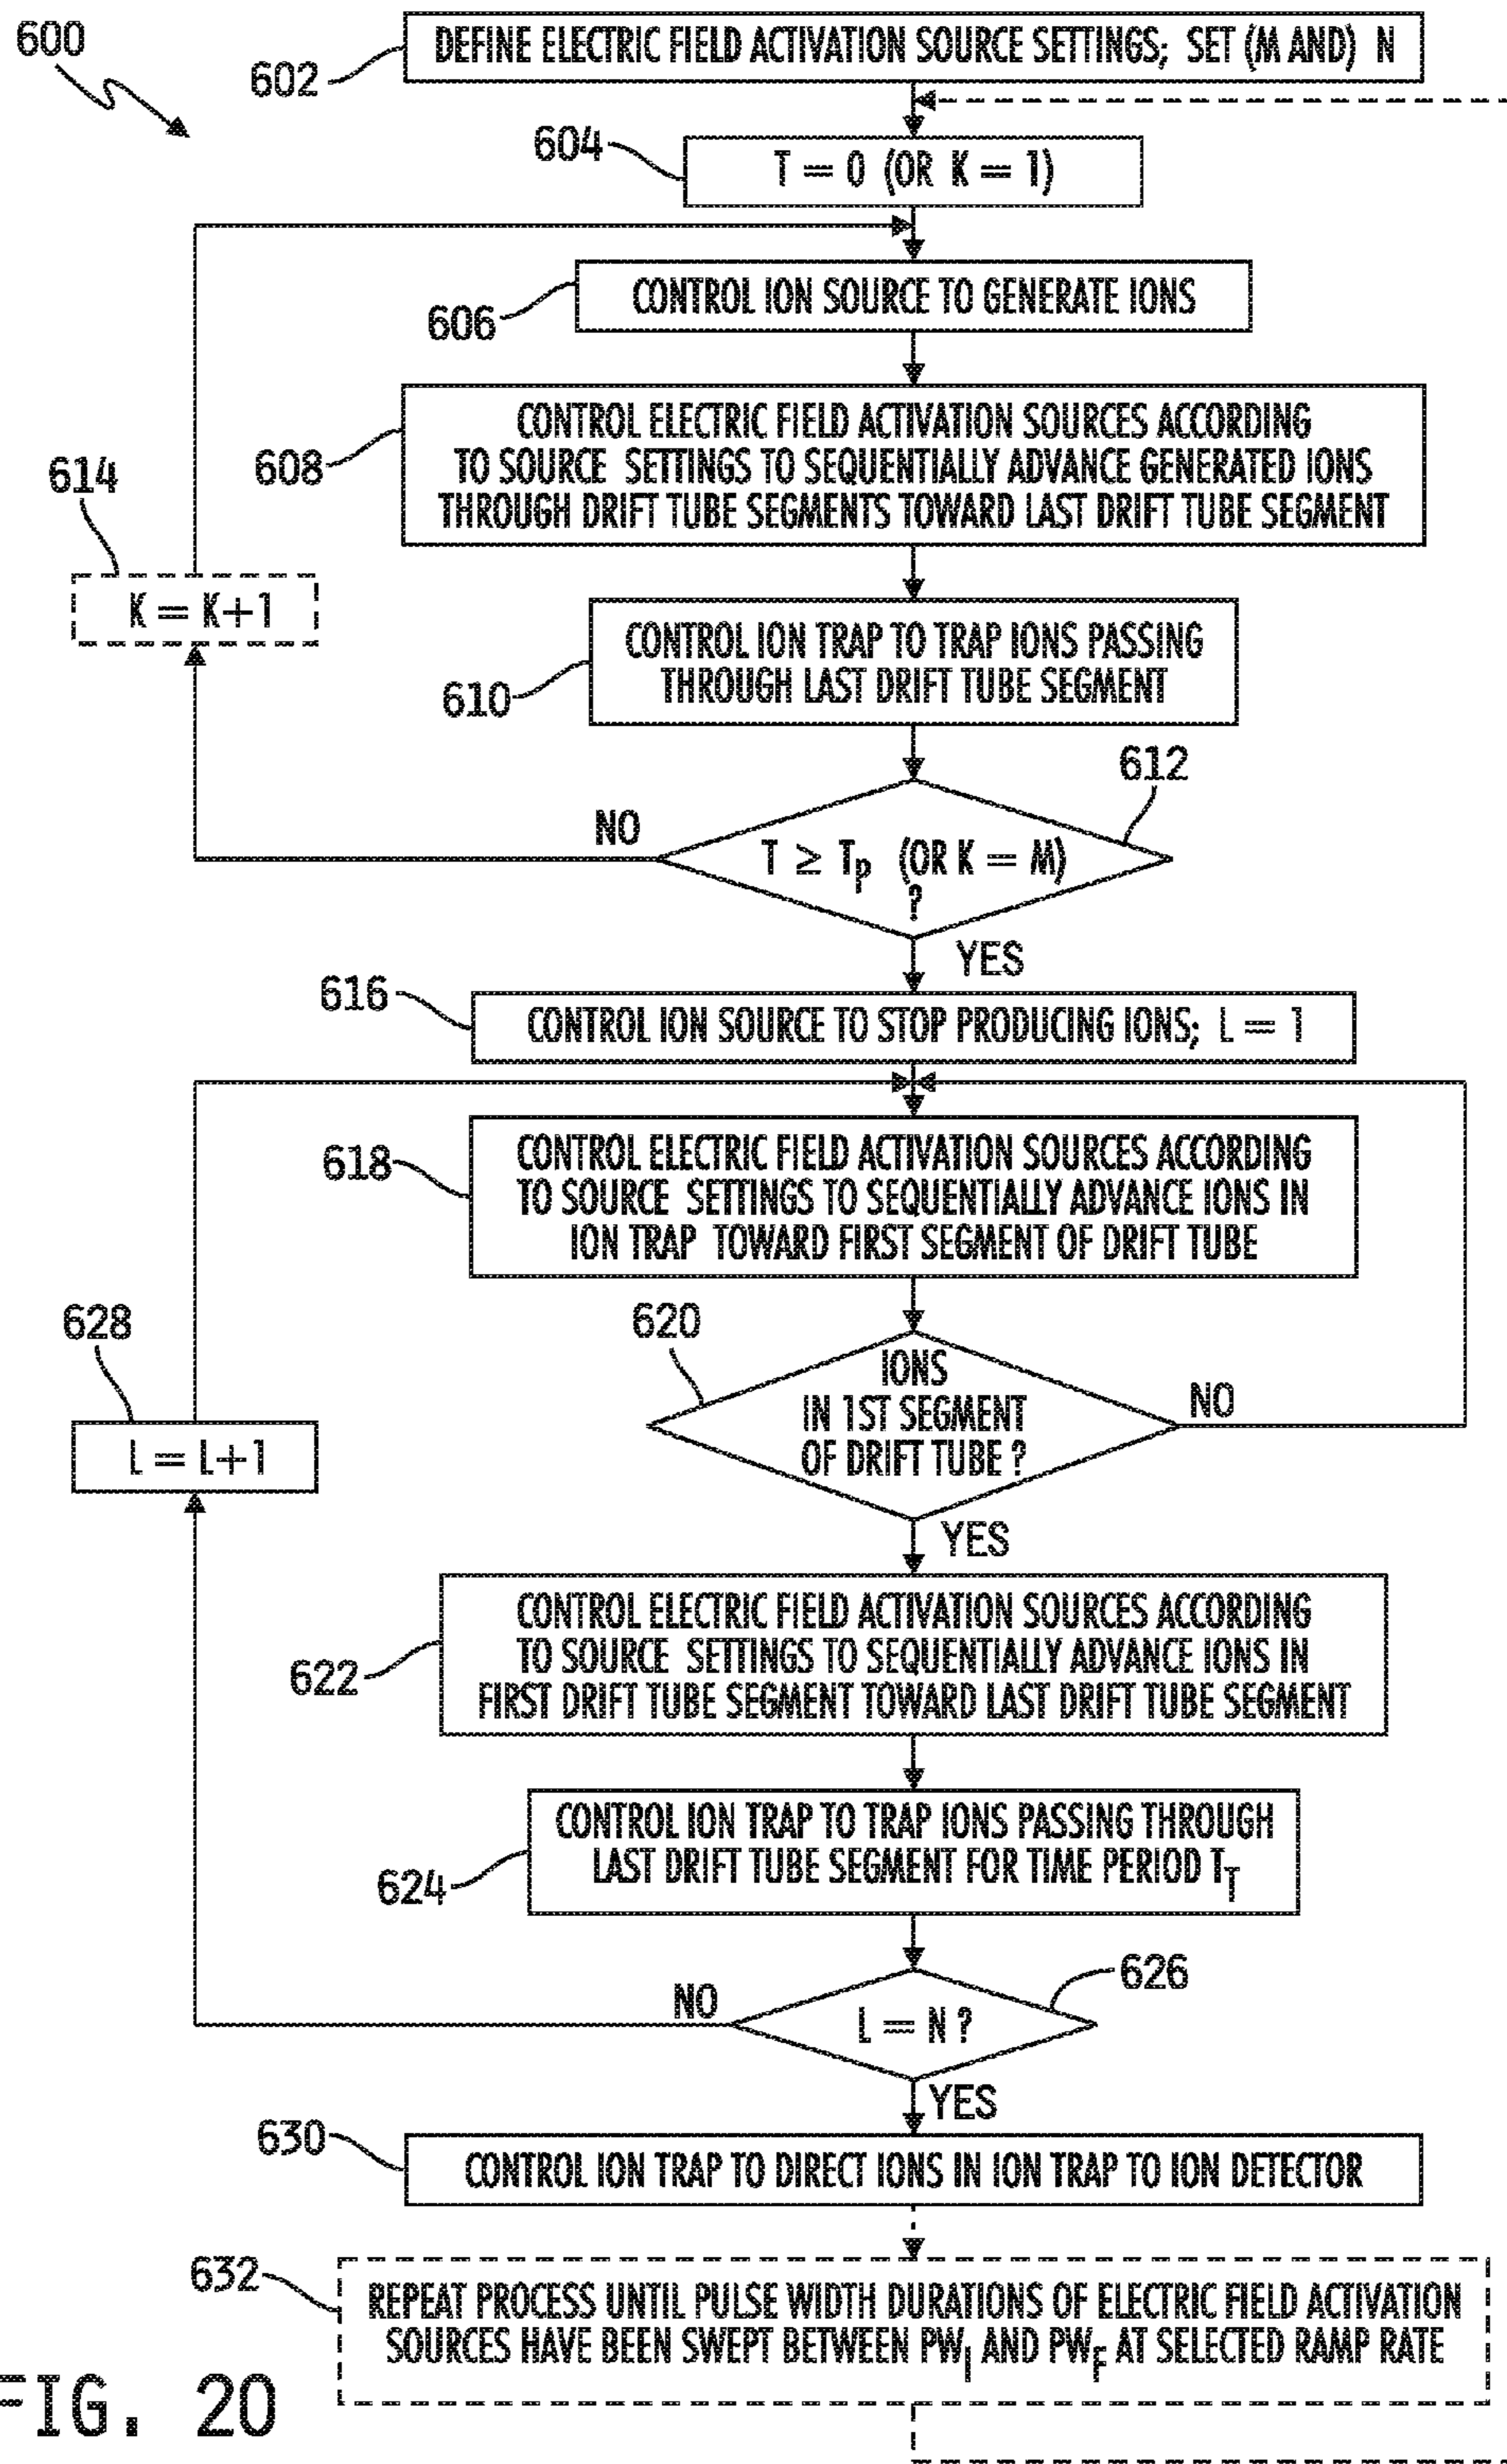 600
602
DEFINE ELECTRIC FIELD ACTIVATION SOURCE SETTINGS; SET (M AND) N
604
T = 0 (OR K = 1)
606
CONTROL ION SOURCE TO GENERATE IONS
608
CONTROL ELECTRIC FIELD ACTIVATION SOURCES ACCORDING
TO SOURCE SETTINGS TO SEQUENTIALLY ADVANCE GENERATED IONS
THROUGH DRIFT TUBE SEGMENTS TOWARD LAST DRIFT TUBE SEGMENT
614
K = K+1
610
CONTROL ION TRAP TO TRAP IONS PASSING
THROUGH LAST DRIFT TUBE SEGMENT
612
NO
T ≥ Tp (OR K = M)
?
YES
616
CONTROL ION SOURCE TO STOP PRODUCING IONS; L = 1
618
CONTROL ELECTRIC FIELD ACTIVATION SOURCES ACCORDING
TO SOURCE SETTINGS TO SEQUENTIALLY ADVANCE IONS IN
ION TRAP TOWARD FIRST SEGMENT OF DRIFT TUBE
628
L = L+1
620
IONS
IN 1ST SEGMENT
OF DRIFT TUBE ?
NO
YES
622
CONTROL ELECTRIC FIELD ACTIVATION SOURCES ACCORDING
TO SOURCE SETTINGS TO SEQUENTIALLY ADVANCE IONS IN
FIRST DRIFT TUBE SEGMENT TOWARD LAST DRIFT TUBE SEGMENT
624
CONTROL ION TRAP TO TRAP IONS PASSING THROUGH
LAST DRIFT TUBE SEGMENT FOR TIME PERIOD TT
626
NO
L = N ?
YES
630
CONTROL ION TRAP TO DIRECT IONS IN ION TRAP TO ION DETECTOR
632
REPEAT PROCESS UNTIL PULSE WIDTH DURATIONS OF ELECTRIC FIELD ACTIVATION
SOURCES HAVE BEEN SWEPT BETWEEN PWI AND PWF AT SELECTED RAMP RATE
FIG. 20